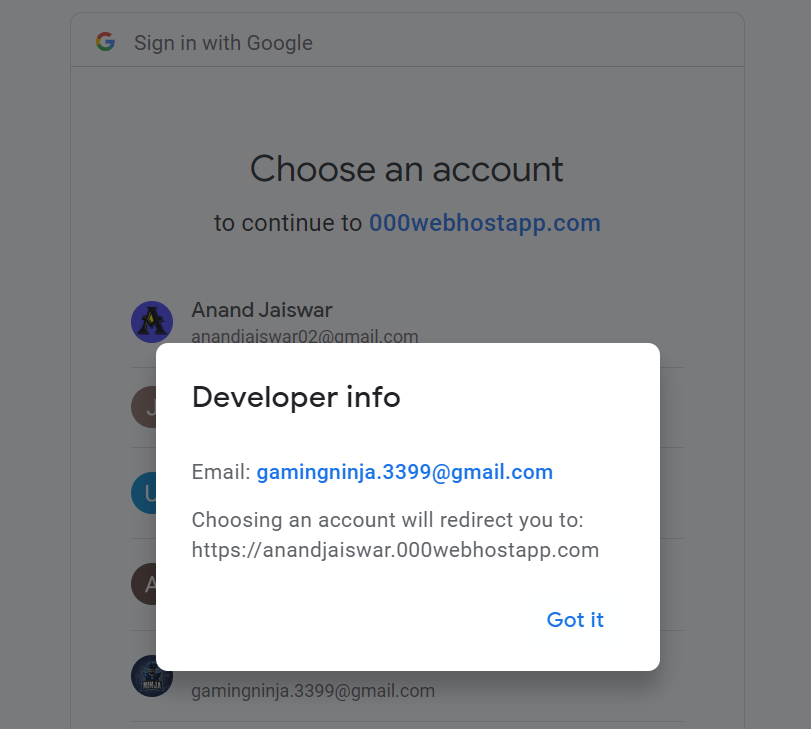 Sign in with Google
Choose an account
to continue to 000webhostapp.com
Anand Jaiswar
anandjaiswar02@gmail.com
J
Developer info
Email: gamingninja.3399@gmail.com
U
Choosing an account will redirect you to:
https://anandjaiswar.000webhostapp.com
A
Got it
NINJA
gamingninja.3399@gmail.com